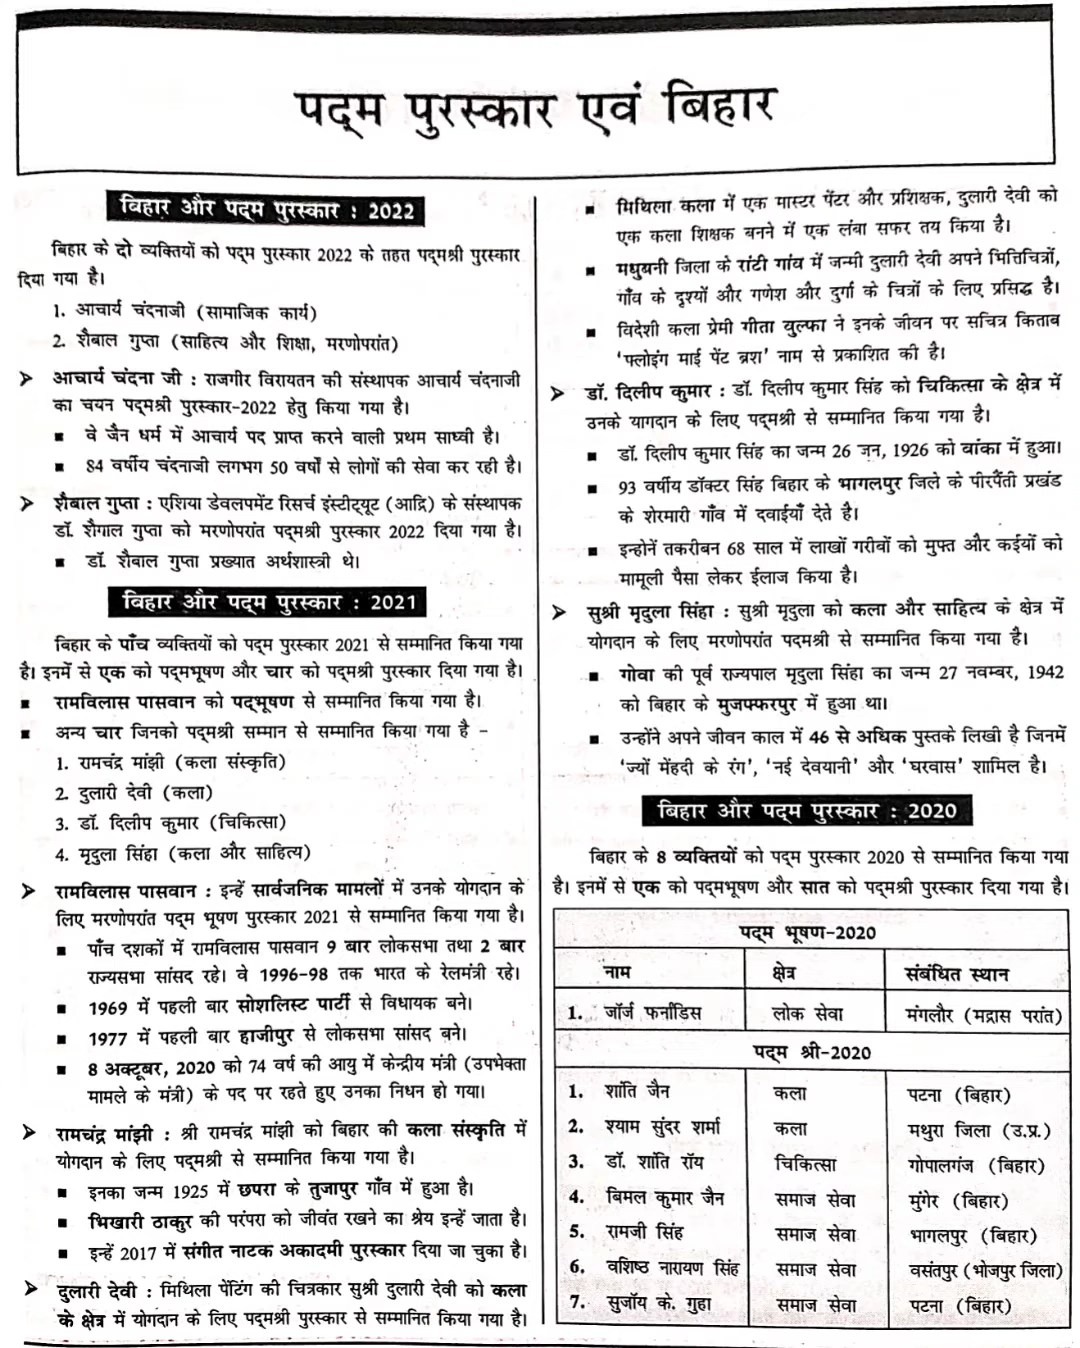 पद्म पुरस्कार एवं बिहार
बिहार और पद्म पुरस्कार : 2022
बिहार के दो व्यक्तियों को पद्म पुरस्कार 2022 के तहत पद्मश्री पुरस्कार
दिया गया है।
1. आचार्य चंदनाजी (सामाजिक कार्य)
2. शैबाल गुप्ता (साहित्य और शिक्षा, मरणोपरांत)
➤ आचार्य चंदना जी : राजगीर विरायतन की संस्थापक आचार्य चंदनाजी
का चयन पद्मश्री पुरस्कार-2022 हेतु किया गया है।
■ वे जैन धर्म में आचार्य पद प्राप्त करने वाली प्रथम साध्वी है।
■ 84 वर्षीय चंदनाजी लगभग 50 वर्षों से लोगों की सेवा कर रही है।
➤ शैबाल गुप्ता : एशिया डेवलपमेंट रिसर्च इंस्टीट्यूट (आद्रि) के संस्थापक
डॉ. शैगाल गुप्ता को मरणोपरांत पद्मश्री पुरस्कार 2022 दिया गया है।
■ डॉ. शैबाल गुप्ता प्रख्यात अर्थशास्त्री थे।
बिहार और पद्म पुरस्कार : 2021
बिहार के पाँच व्यक्तियों को पद्म पुरस्कार 2021 से सम्मानित किया गया
है। इनमें से एक को पद्मभूषण और चार को पद्मश्री पुरस्कार दिया गया है।
■ रामविलास पासवान को पद्भूषण से सम्मानित किया गया है।
■ अन्य चार जिनको पद्मश्री सम्मान से सम्मानित किया गया है –
1. रामचंद्र मांझी (कला संस्कृति)
2. दुलारी देवी (कला)
3. डॉ. दिलीप कुमार (चिकित्सा)
4. मृदुला सिंहा (कला और साहित्य)
➤ रामविलास पासवान : इन्हें सार्वजनिक मामलों में उनके योगदान के
लिए मरणोपरांत पद्म भूषण पुरस्कार 2021 से सम्मानित किया गया है।
■ पाँच दशकों में रामविलास पासवान 9 बार लोकसभा तथा 2 बार
राज्यसभा सांसद रहे। वे 1996-98 तक भारत के रेलमंत्री रहे।
■ 1969 में पहली बार सोशलिस्ट पार्टी से विधायक बने।
■ 1977 में पहली बार हाजीपुर से लोकसभा सांसद बने।
■ 8 अक्टूबर, 2020 को 74 वर्ष की आयु में केन्द्रीय मंत्री (उपभेक्ता
मामले के मंत्री) के पद पर रहते हुए उनका निधन हो गया।
➤ रामचंद्र मांझी : श्री रामचंद्र मांझी को बिहार की कला संस्कृति में
योगदान के लिए पद्मश्री से सम्मानित किया गया है।
■ इनका जन्म 1925 में छपरा के तुजापुर गाँव में हुआ है।
■ भिखारी ठाकुर की परंपरा को जीवंत रखने का श्रेय इन्हें जाता है।
■ इन्हें 2017 में संगीत नाटक अकादमी पुरस्कार दिया जा चुका है।
➤ दुलारी देवी : मिथिला पेंटिंग की चित्रकार सुश्री दुलारी देवी को कला
के क्षेत्र में योगदान के लिए पद्मश्री पुरस्कार से सम्मानित किया गया है।
■ मिथिला कला में एक मास्टर पेंटर और प्रशिक्षक, दुलारी देवी को
एक कला शिक्षक बनने में एक लंबा सफर तय किया है।
■ मधुबनी जिला के रांटी गांव में जन्मी दुलारी देवी अपने भित्तिचित्रों,
गाँव के दृश्यों और गणेश और दुर्गा के चित्रों के लिए प्रसिद्ध है।
■ विदेशी कला प्रेमी गीता वुल्फा ने इनके जीवन पर सचित्र किताब
‘फ्लोइंग माई पेंट ब्रश’ नाम से प्रकाशित की है।
➤ डॉ. दिलीप कुमार : डॉ. दिलीप कुमार सिंह को चिकित्सा के क्षेत्र में
उनके यागदान के लिए पद्मश्री से सम्मानित किया गया है।
■ डॉ. दिलीप कुमार सिंह का जन्म 26 जन, 1926 को बांका में हुआ।
■ 93 वर्षीय डॉक्टर सिंह बिहार के भागलपुर जिले के पीरपैंती प्रखंड
के शेरमारी गाँव में दवाईयाँ देते है।
■ इन्होनें तकरीबन 68 साल में लाखों गरीबों को मुफ्त और कईयों को
मामूली पैसा लेकर ईलाज किया है।
➤ सुश्री मृदुला सिंहा : सुश्री मृदुला को कला और साहित्य के क्षेत्र में
योगदान के लिए मरणोपरांत पदमश्री से सम्मानित किया गया है।
■ गोवा की पूर्व राज्यपाल मृदुला सिंहा का जन्म 27 नवम्बर, 1942
को बिहार के मुजफ्फरपुर में हुआ था।
■ उन्होंने अपने जीवन काल में 46 से अधिक पुस्तके लिखी है जिनमें
‘ज्यों मेंहदी के रंग’, ‘नई देवयानी’ और ‘घरवास’ शामिल है।
बिहार और पद्म पुरस्कार : 2020
बिहार के 8 व्यक्तियों को पद्म पुरस्कार 2020 से सम्मानित किया गया
है। इनमें से एक को पद्मभूषण और सात को पद्मश्री पुरस्कार दिया गया है।
पद्म भूषण-2020
नाम क्षेत्र संबंधित स्थान
1. जॉर्ज फर्नांडिस लोक सेवा मंगलौर (मद्रास परांत)
पद्म श्री-2020
1. शांति जैन कला पटना (बिहार)
2. श्याम सुंदर शर्मा कला मथुरा जिला (उ.प्र.)
3. डॉ. शांति रॉय चिकित्सा गोपालगंज (बिहार)
4. बिमल कुमार जैन समाज सेवा मुंगेर (बिहार)
5. रामजी सिंह समाज सेवा भागलपुर (बिहार)
6. वशिष्ठ नारायण सिंह समाज सेवा वसंतपुर (भोजपुर जिला)
7. सुजॉय के. गुहा समाज सेवा पटना (बिहार)